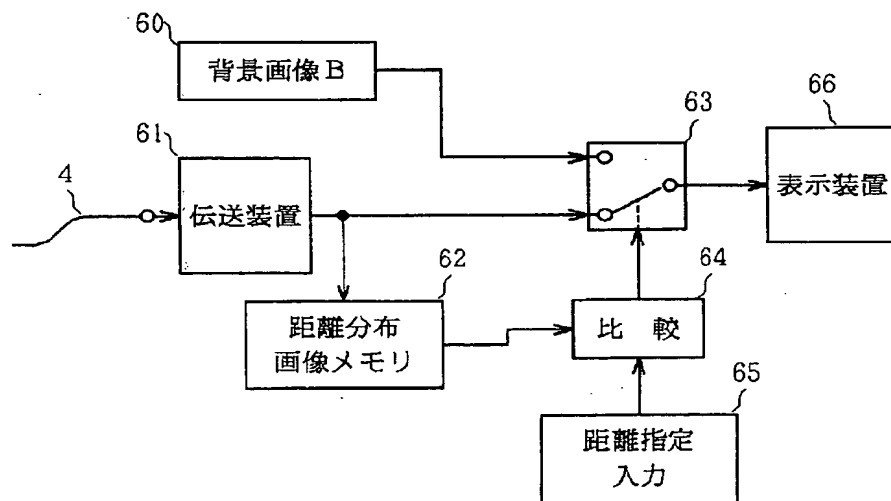 60
背景画像B
63
66
61
4
伝送装置
表示装置
62
64
距離分布
画像メモリ
比 較
65
距離指定
入力